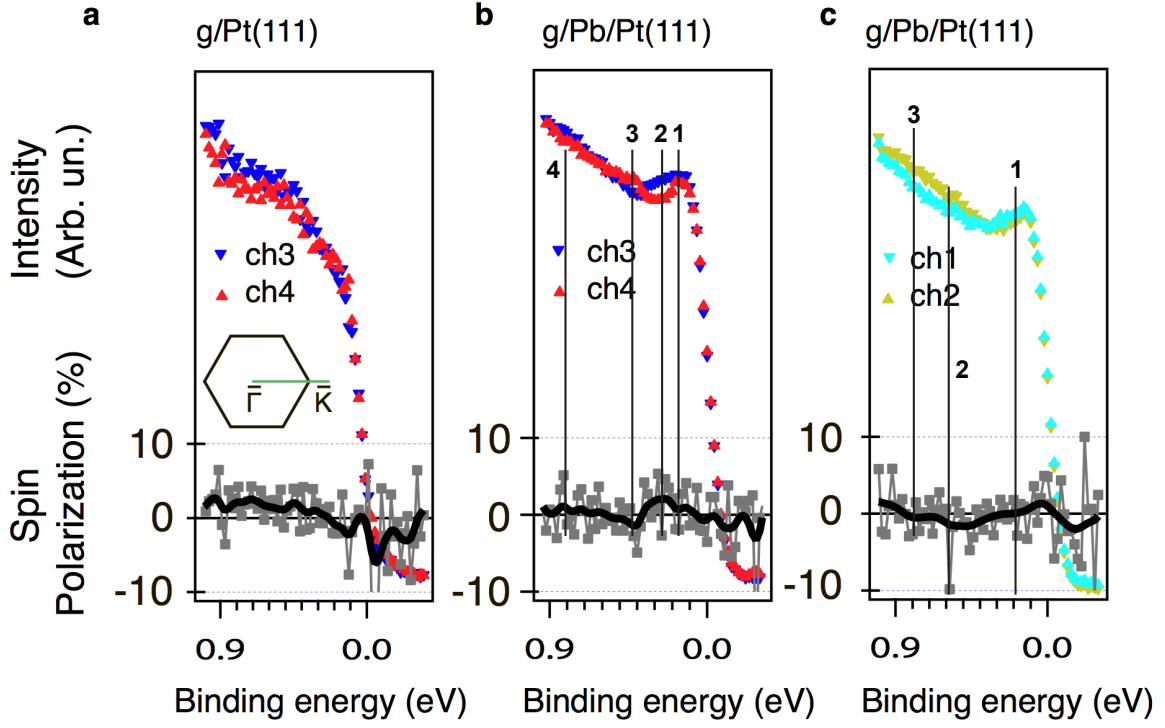 a
g/Pt(111)
b
g/Pb/Pt(111)
c
g/Pb/Pt(111)
Intensity
(Arb. un.)
Spin
Polarization (%)
ch3
ch4
Γ̅
K̅
10
0
-10
0.9
0.0
Binding energy (eV)
4
3
2
1
ch3
ch4
10
0
-10
0.9
0.0
Binding energy (eV)
3
1
ch1
ch2
2
10
0
-10
0.9
0.0
Binding energy (eV)